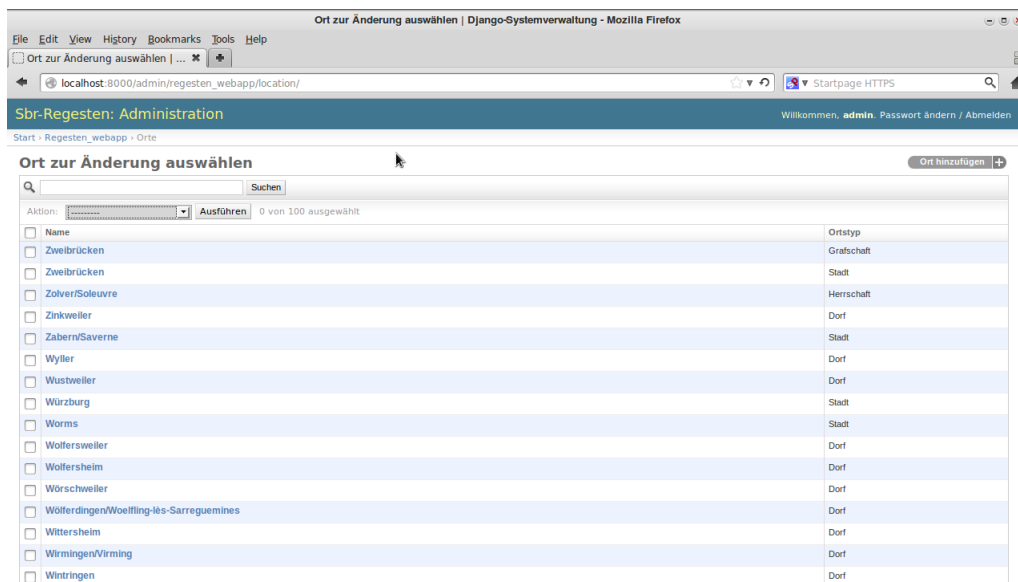 Ort zur Änderung auswählen | Django-Systemverwaltung - Mozilla Firefox
File Edit View History Bookmarks Tools Help
Ort zur Änderung auswählen | ...
localhost:8000/admin/regesten_webapp/location/
Startpage HTTPS
Sbr-Regesten: Administration
Willkommen, admin. Passwort ändern / Abmelden
Start › Regesten_webapp › Orte
Ort zur Änderung auswählen
Ort hinzufügen +
Suchen
Aktion: --------- Ausführen 0 von 100 ausgewählt
Name Ortstyp
Zweibrücken Grafschaft
Zweibrücken Stadt
Zolver/Soleuvre Herrschaft
Zinkweiler Dorf
Zabern/Saverne Stadt
Wyller Dorf
Wustweiler Dorf
Würzburg Stadt
Worms Stadt
Wolfersweiler Dorf
Wolfersheim Dorf
Wörschweiler Dorf
Wölferdingen/Woelfling-lès-Sarreguemines Dorf
Wittersheim Dorf
Wirmingen/Virming Dorf
Wintringen Dorf